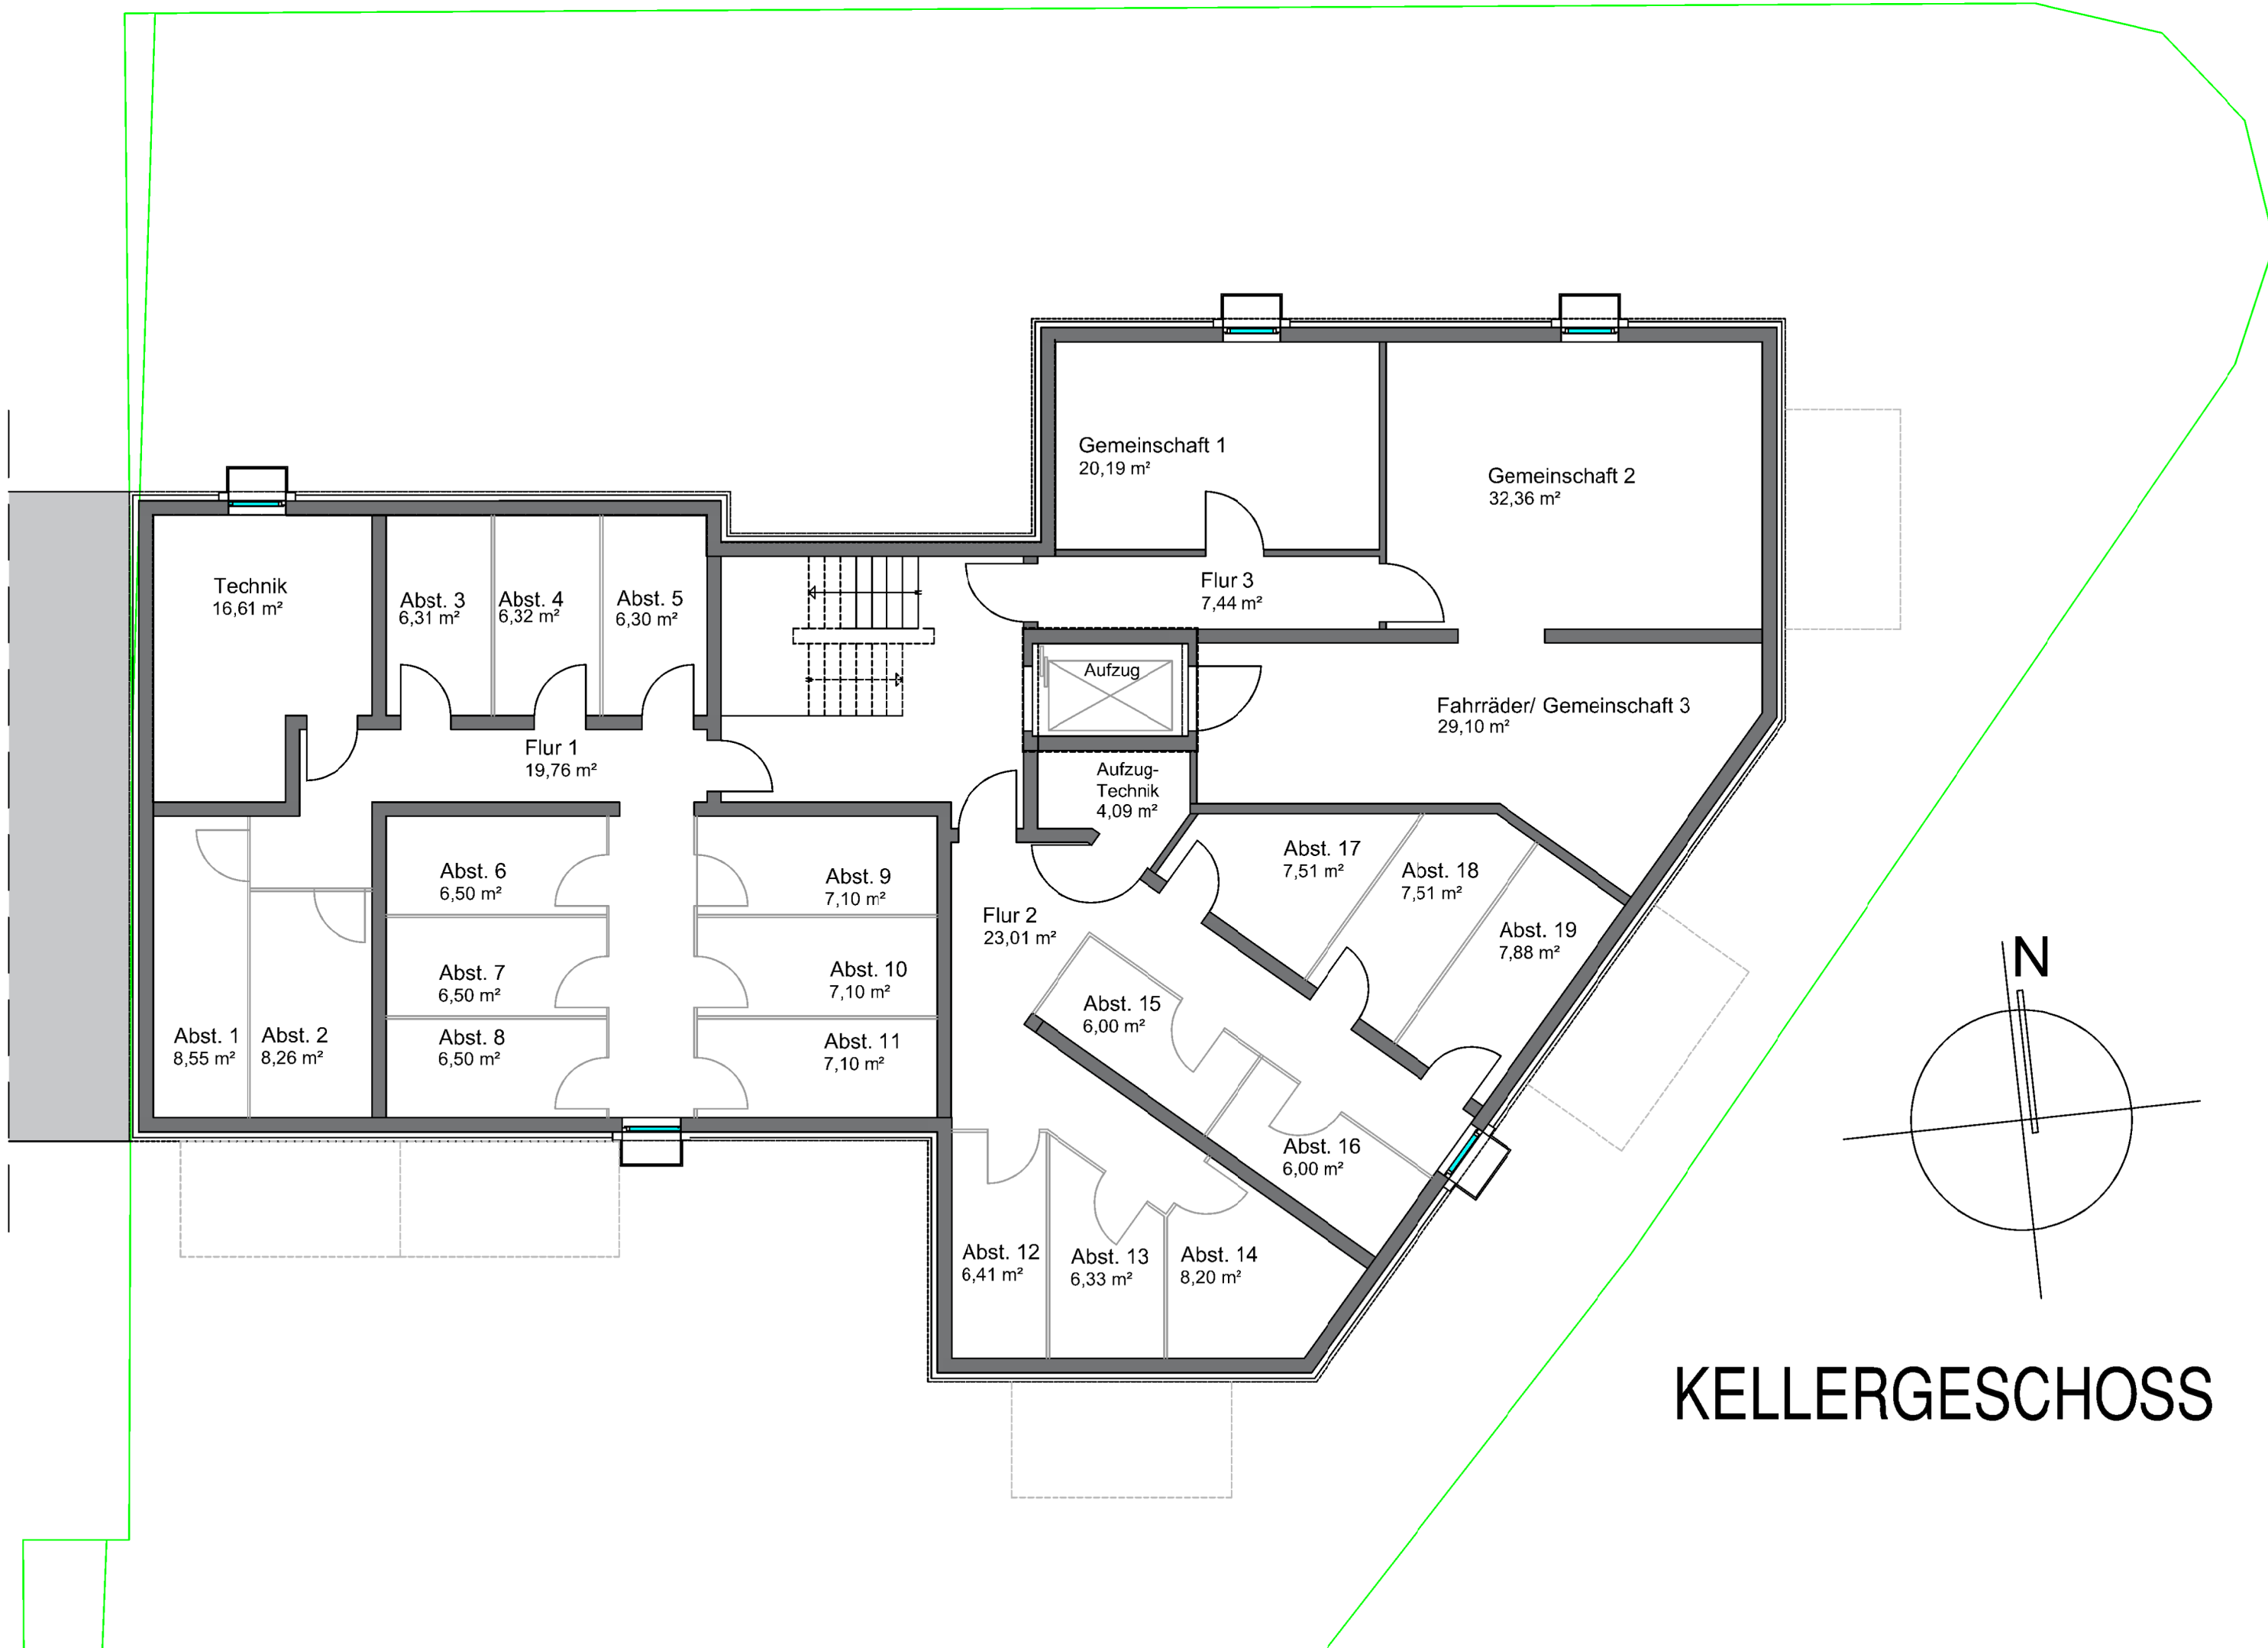 Gemeinschaft 1
20,19 m²
Gemeinschaft 2
32,36 m²
Technik
16,61 m²
Abst. 3
6,31 m²
Abst. 4
6,32 m²
Abst. 5
6,30 m²
Flur 3
7,44 m²
Aufzug
Fahrräder/ Gemeinschaft 3
29,10 m²
Flur 1
19,76 m²
Aufzug-
Technik
4,09 m²
Abst. 6
6,50 m²
Abst. 9
7,10 m²
Abst. 17
7,51 m²
Abst. 18
7,51 m²
Flur 2
23,01 m²
Abst. 19
7,88 m²
Abst. 7
6,50 m²
Abst. 10
7,10 m²
Abst. 15
6,00 m²
N
Abst. 1
8,55 m²
Abst. 2
8,26 m²
Abst. 8
6,50 m²
Abst. 11
7,10 m²
Abst. 16
6,00 m²
Abst. 12
6,41 m²
Abst. 13
6,33 m²
Abst. 14
8,20 m²
KELLERGESCHOSS